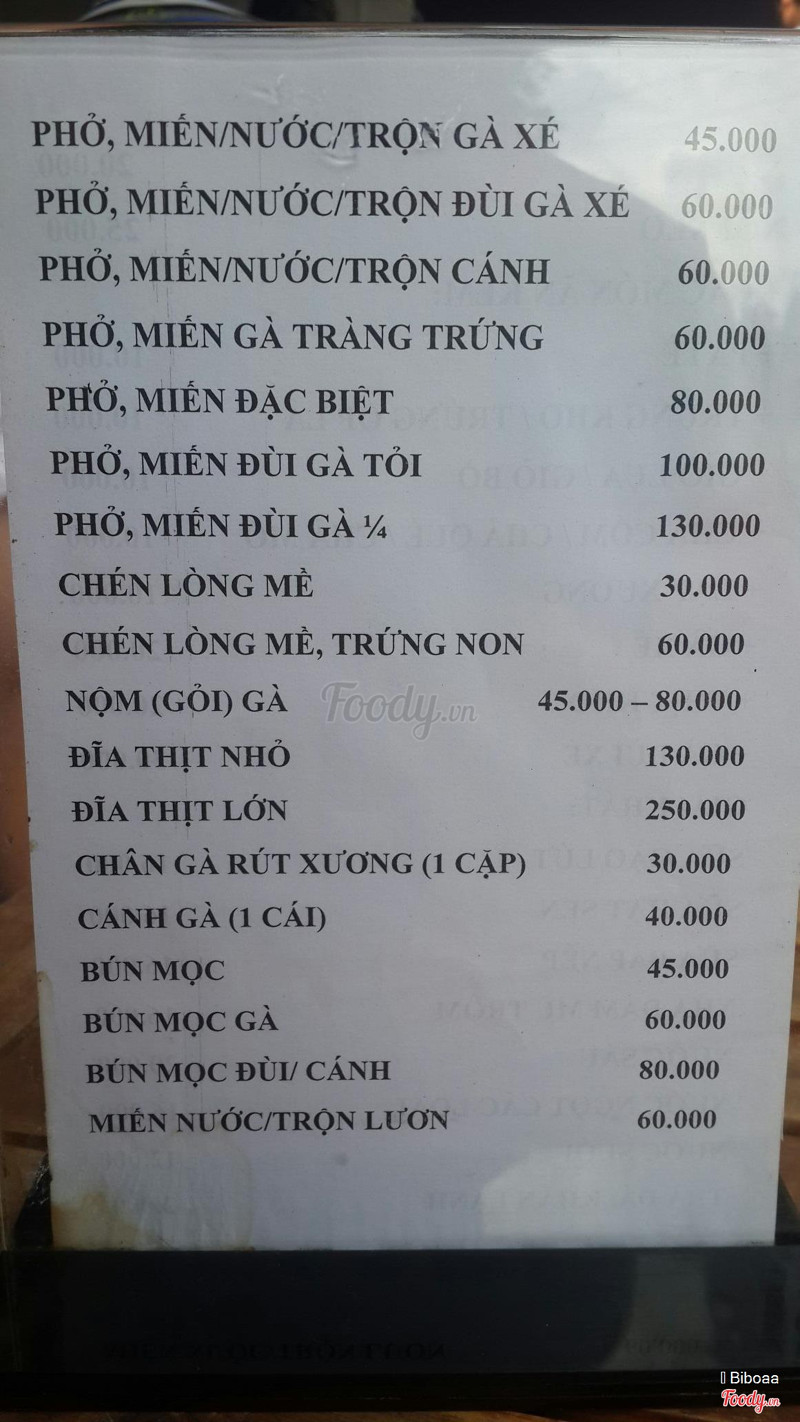 PHỞ, MIẾN/NƯỚC/TRỘN GÀ XÉ 45.000
PHỞ, MIẾN/NƯỚC/TRỘN ĐÙI GÀ XÉ 60.000
PHỞ, MIẾN/NƯỚC/TRỘN CÁNH 60.000
PHỞ, MIẾN GÀ TRÀNG TRỨNG 60.000
PHỞ, MIẾN ĐẶC BIỆT 80.000
PHỞ, MIẾN ĐÙI GÀ TỎI 100.000
PHỞ, MIẾN ĐÙI GÀ ¼ 130.000
CHÉN LÒNG MỀ 30.000
CHÉN LÒNG MỀ, TRỨNG NON 60.000
NỘM (GỎI) GÀ 45.000 – 80.000
Foody.vn
ĐĨA THỊT NHỎ 130.000
ĐĨA THỊT LỚN 250.000
CHÂN GÀ RÚT XƯƠNG (1 CẶP) 30.000
CÁNH GÀ (1 CÁI) 40.000
BÚN MỌC 45.000
BÚN MỌC GÀ 60.000
BÚN MỌC ĐÙI/ CÁNH 80.000
MIẾN NƯỚC/TRỘN LƯƠN 60.000
Biboaa
Foody.vn